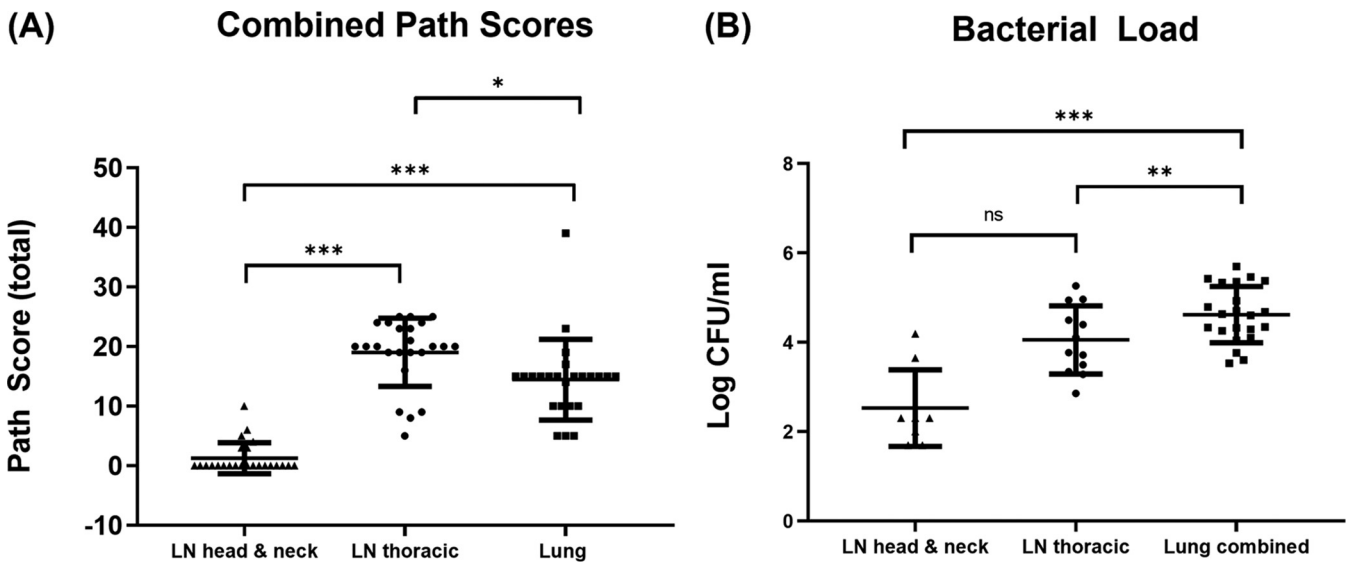 (A) Combined Path Scores
*
***
***
Path Score (total)
50
40
30
20
10
0
-10
LN head & neck LN thoracic Lung
(B) Bacterial Load
***
**
ns
Log CFU/ml
8
6
4
2
0
LN head & neck LN thoracic Lung combined